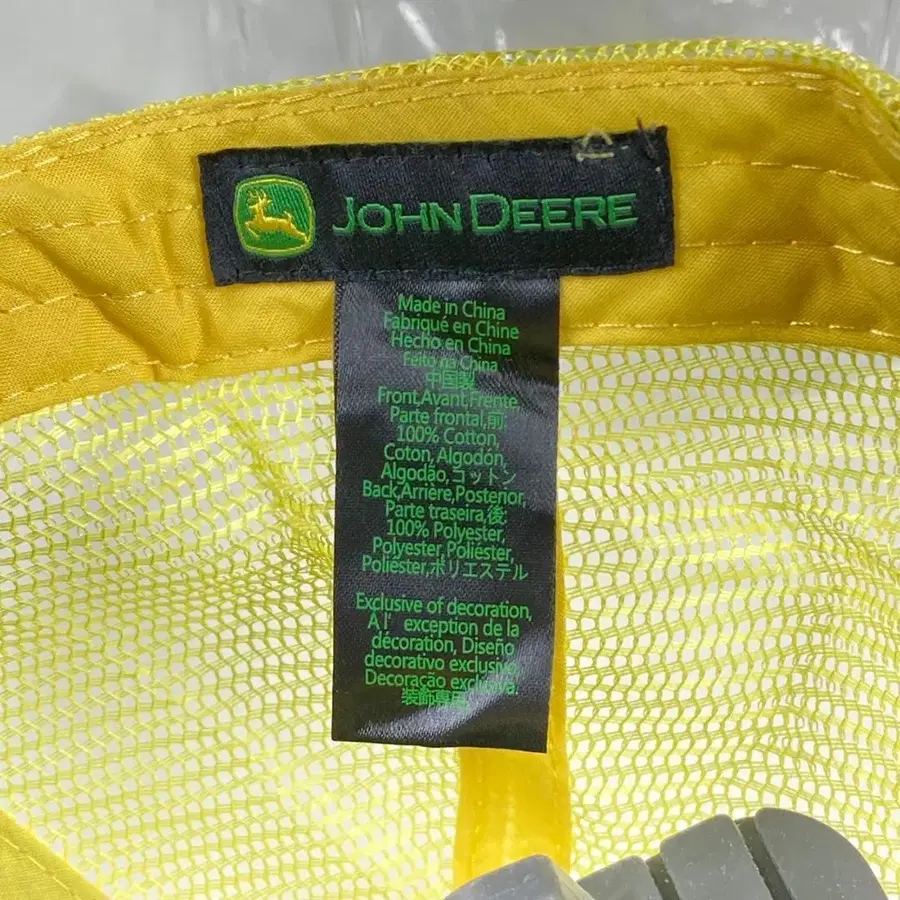 JOHN DEERE
Made in China
Fabriqué en Chine
Hecho en China
Feito na China
中国製
Front,Avant,Frente,
Parte frontal,前:
100% Cotton,
Coton, Algodón,
Algodão,コットン
Back,Arrière,Posterior,
Parte traseira,後:
100% Polyester,
Polyester, Poliéster,
Poliéster,ポリエステル
Exclusive of decoration,
À l' exception de la
décoration, Diseño
decorativo exclusivo,
Decoração exclusiva.
装飾専用